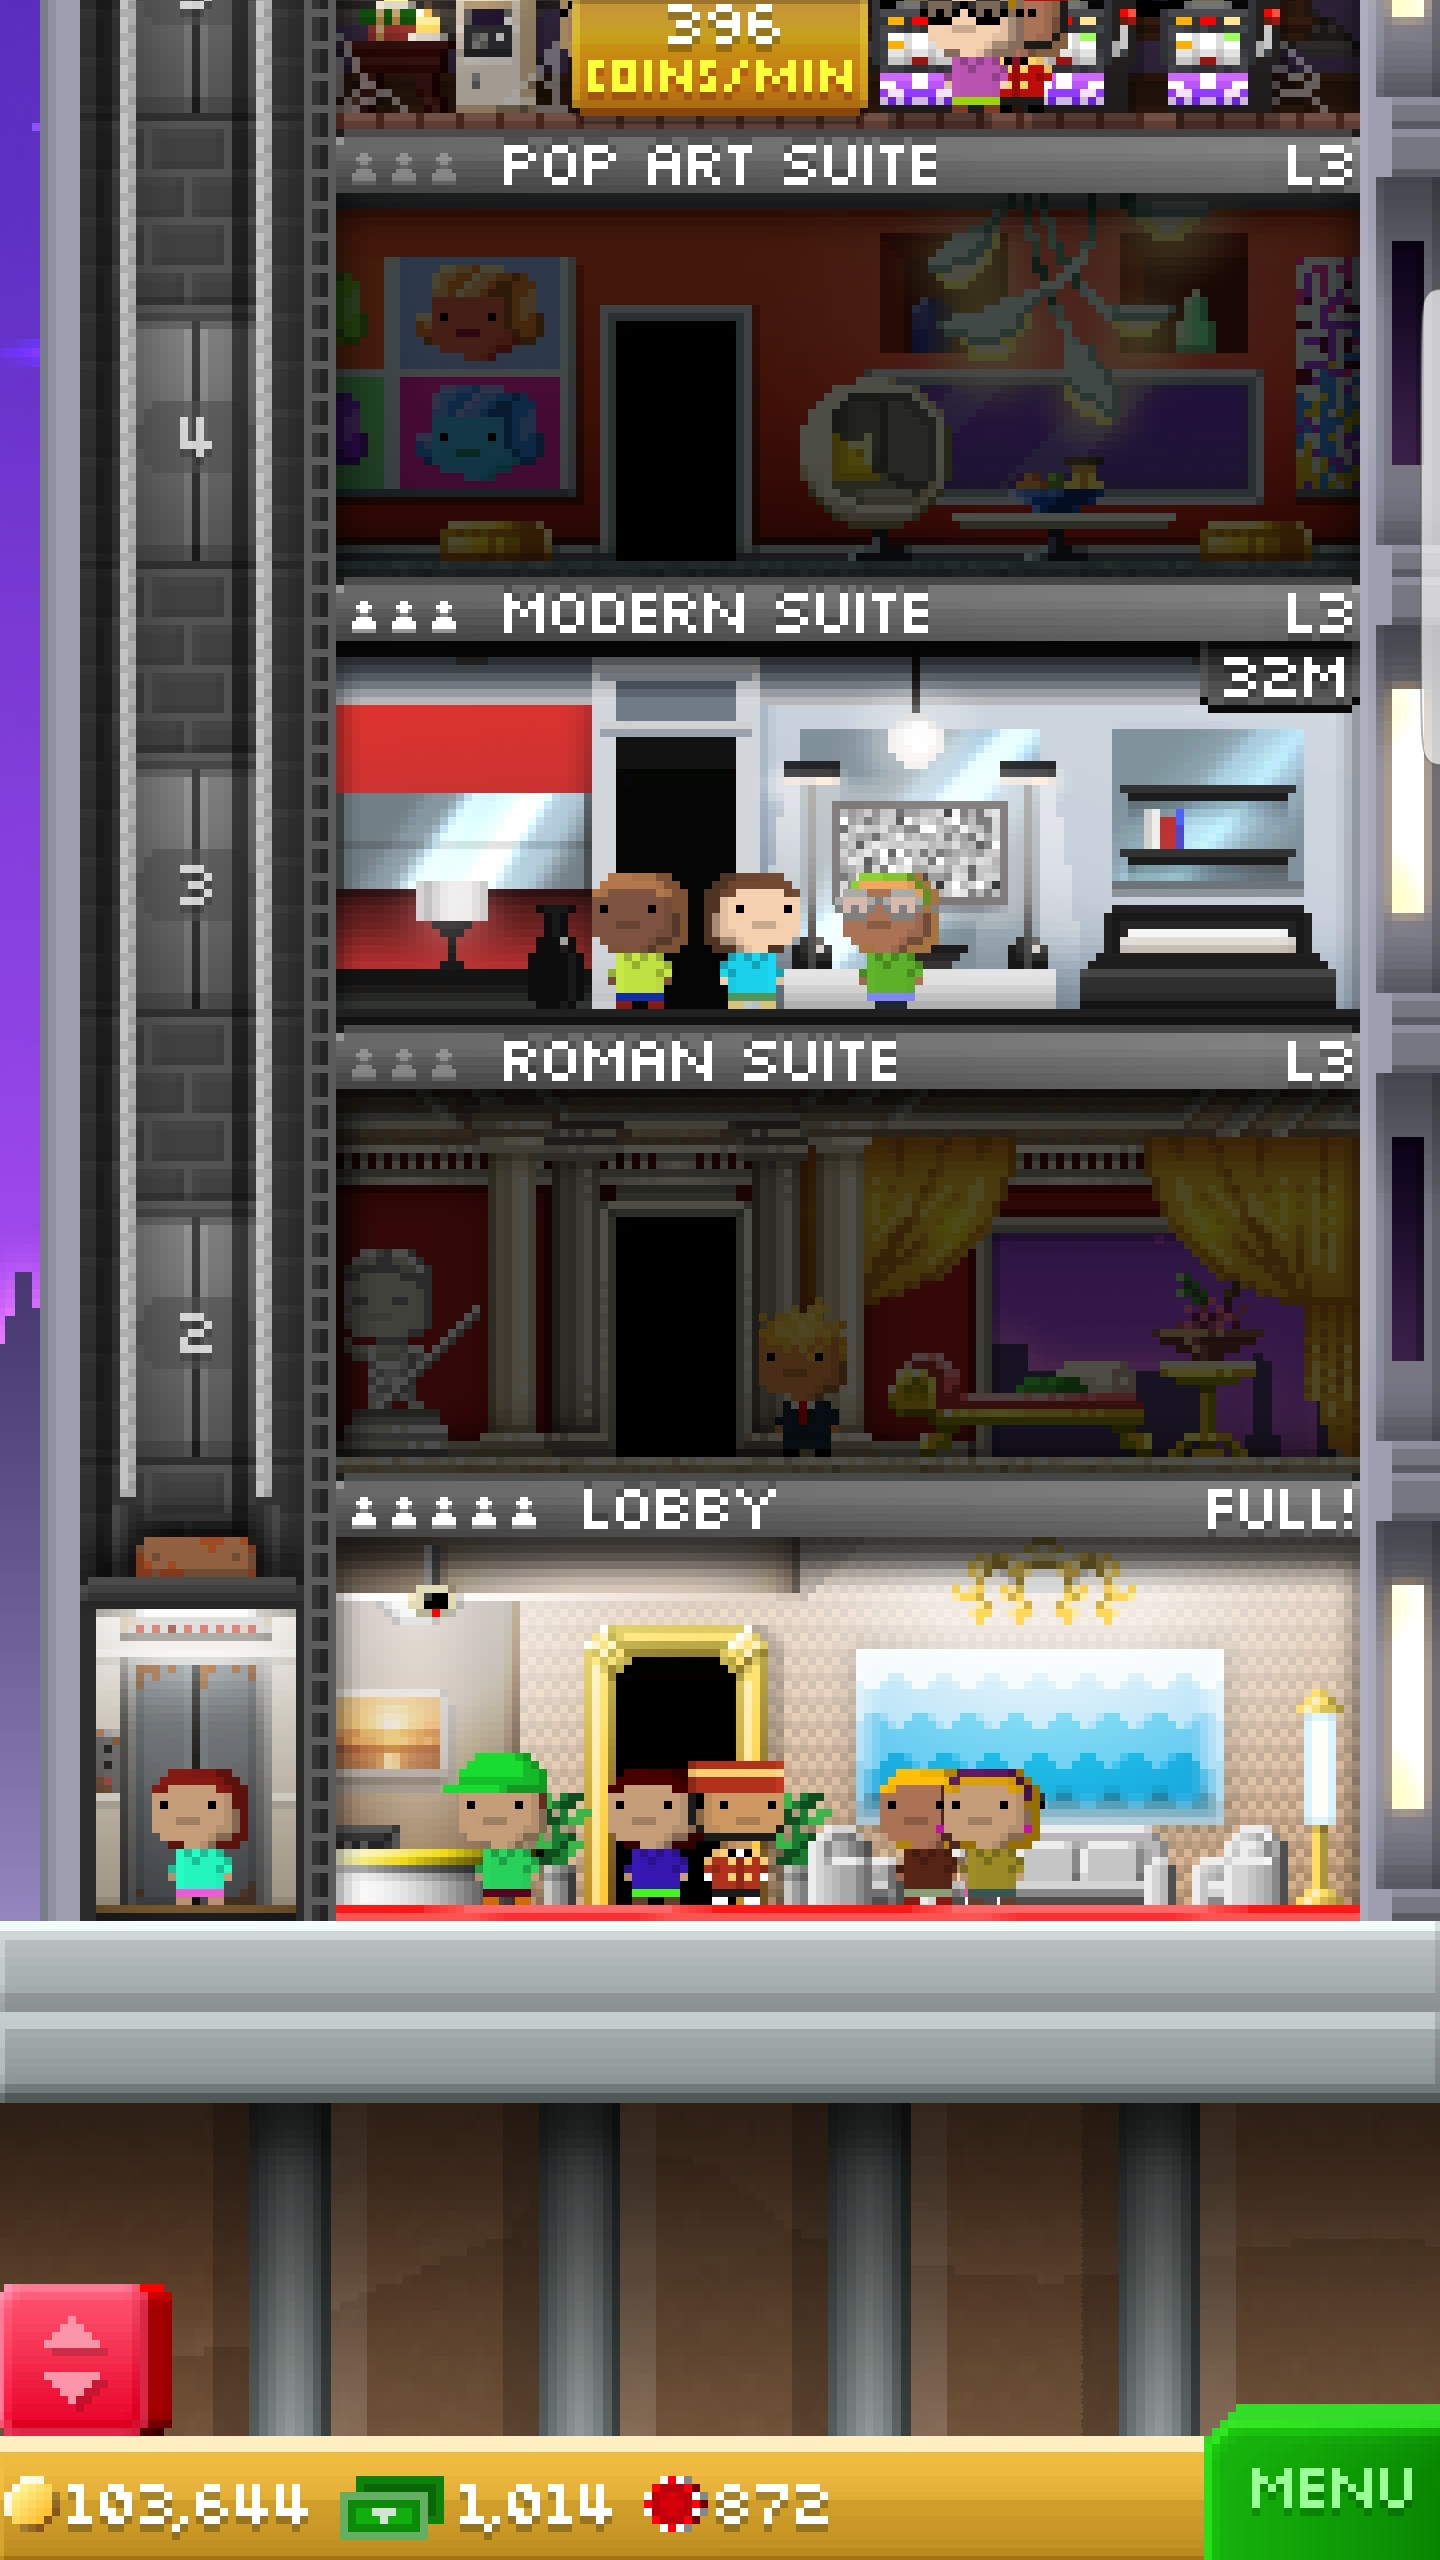 396
COINS/MIN
POP ART SUITE L3
4
MODERN SUITE L3
32M
3
ROMAN SUITE L3
2
LOBBY FULL!
103,644 1,014 872
MENU